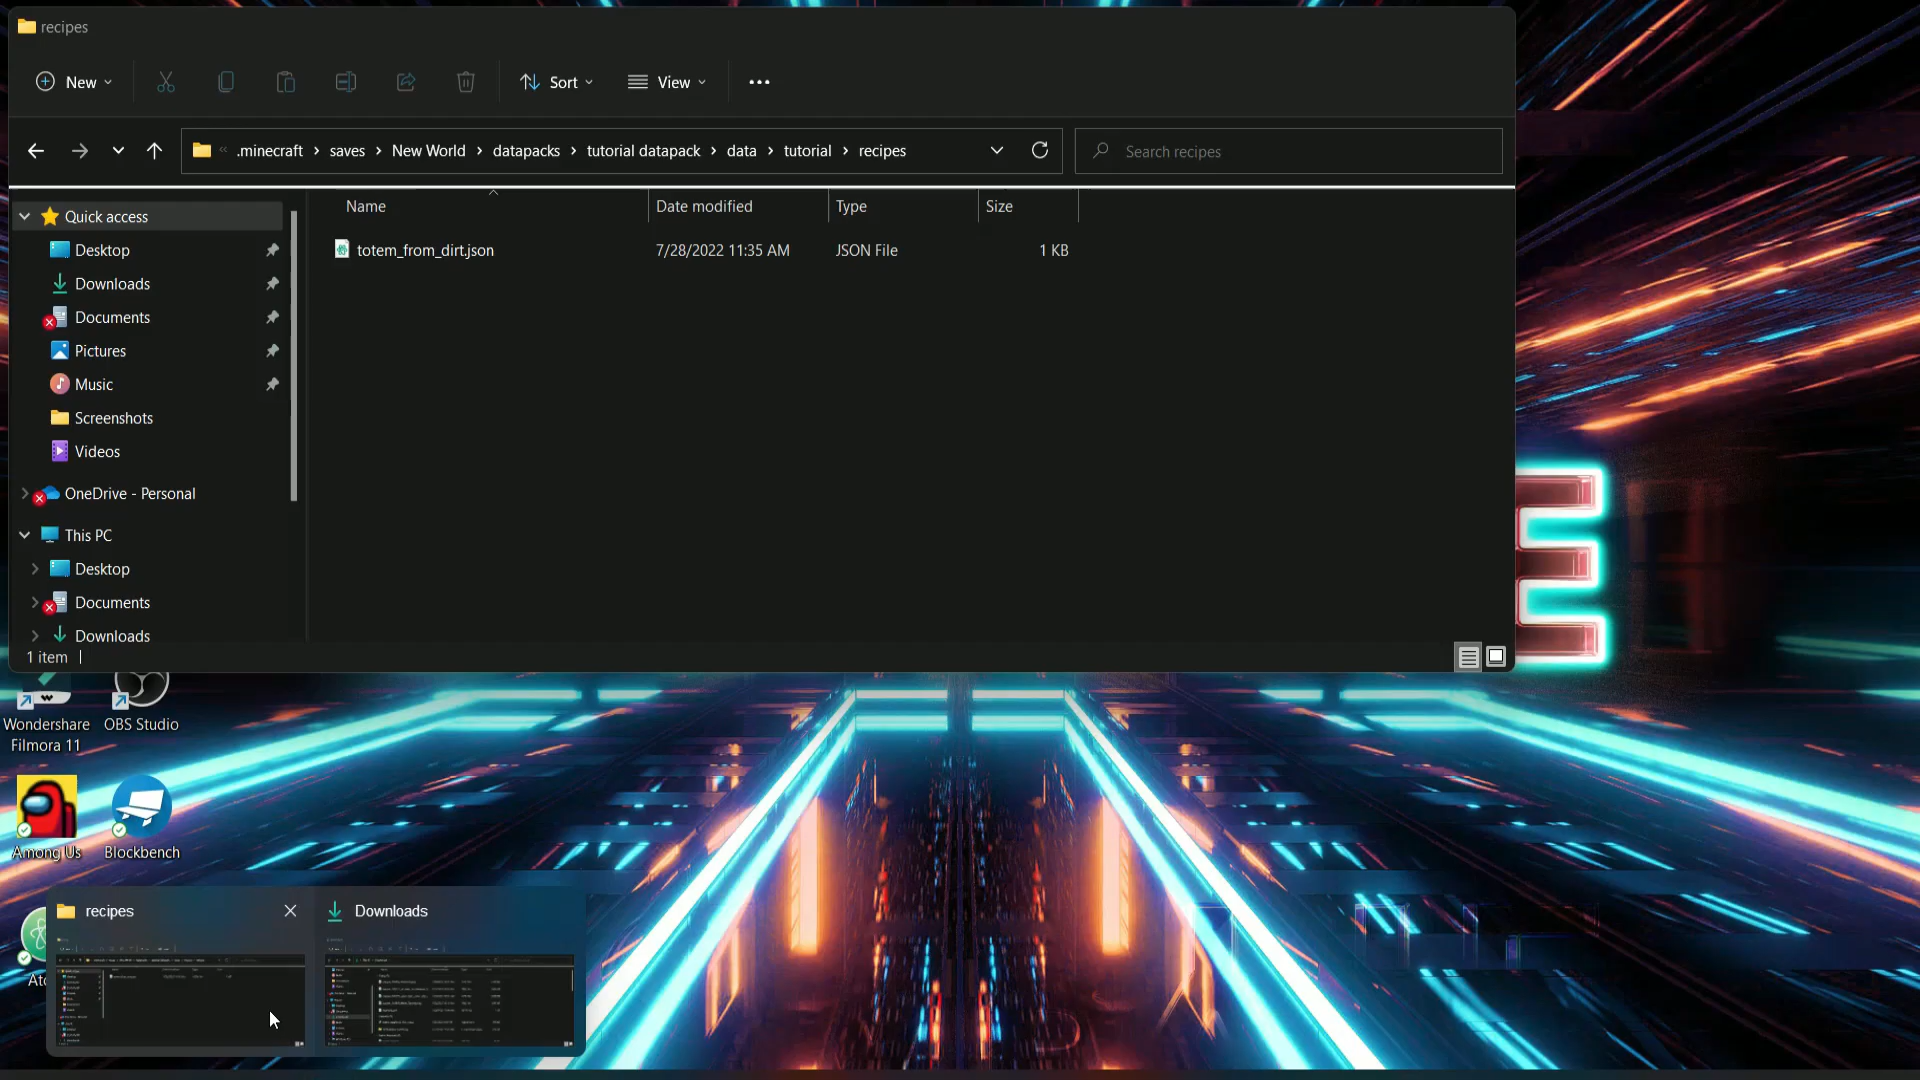 recipes
New
Sort
View
.minecraft
saves
New World
datapacks
tutorial datapack
data
tutorial
recipes
Search recipes
Name
Date modified
Type
Size
Quick access
totem_from_dirt.json
7/28/2022 11:35 AM
JSON File
1 KB
Desktop
Downloads
Documents
Pictures
Music
Screenshots
Videos
OneDrive - Personal
This PC
Desktop
Documents
Downloads
1 item
E
Wondershare
Filmora 11
OBS Studio
Among Us
Blockbench
recipes
Downloads